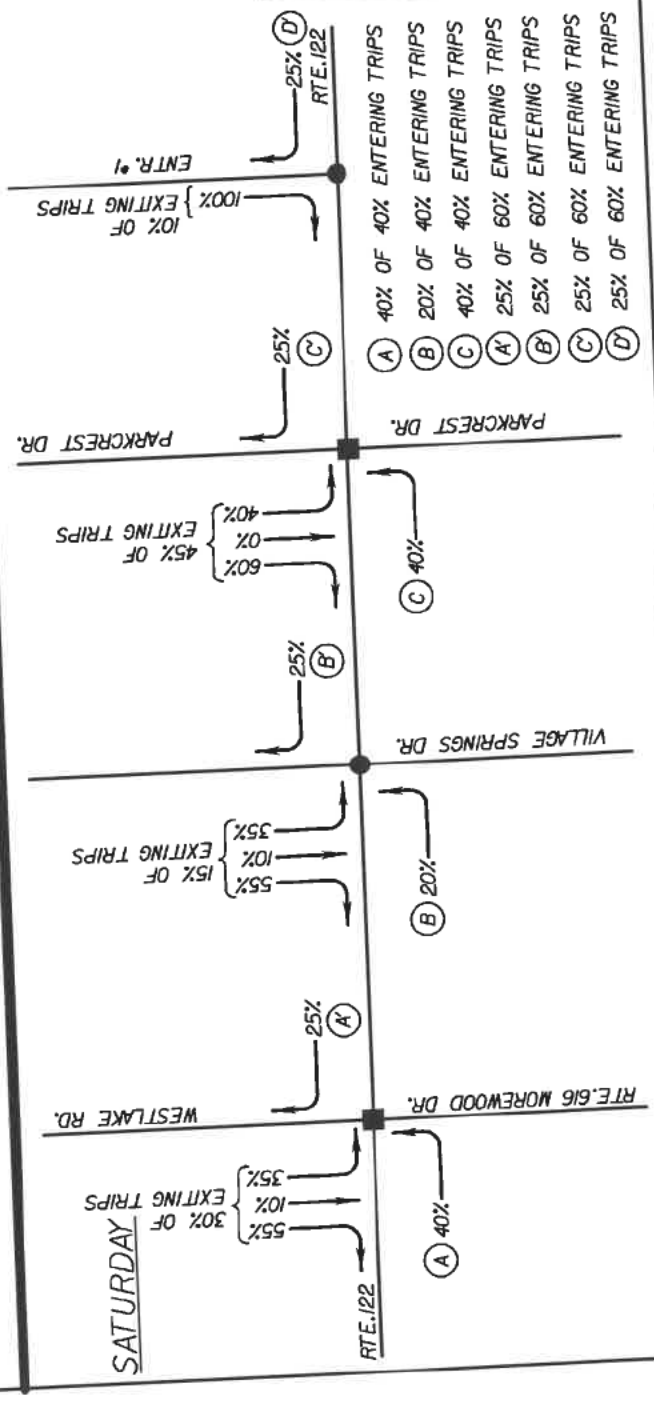 SATURDAY
RTE.122
55%
10%
35%
30% OF
EXITING TRIPS
WESTLAKE RD.
25%
A'
A 40%
RTE.616 MOREWOOD DR.
55%
10%
35%
15% OF
EXITING TRIPS
25%
B'
B 20%
VILLAGE SPRINGS DR.
60%
0%
40%
45% OF
EXITING TRIPS
PARKCREST DR.
25%
C'
C 40%
PARKCREST DR.
100%
10% OF
EXITING TRIPS
ENTR. #1
25% D'
RTE.122
A 40% OF 40% ENTERING TRIPS
B 20% OF 40% ENTERING TRIPS
C 40% OF 40% ENTERING TRIPS
A' 25% OF 60% ENTERING TRIPS
B' 25% OF 60% ENTERING TRIPS
C' 25% OF 60% ENTERING TRIPS
D' 25% OF 60% ENTERING TRIPS